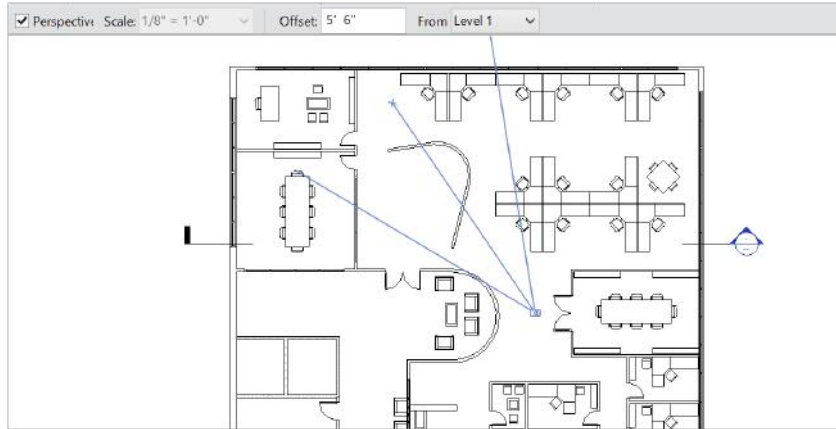 Perspective Scale: 1/8" = 1'-0" Offset: 5' 6" From Level 1